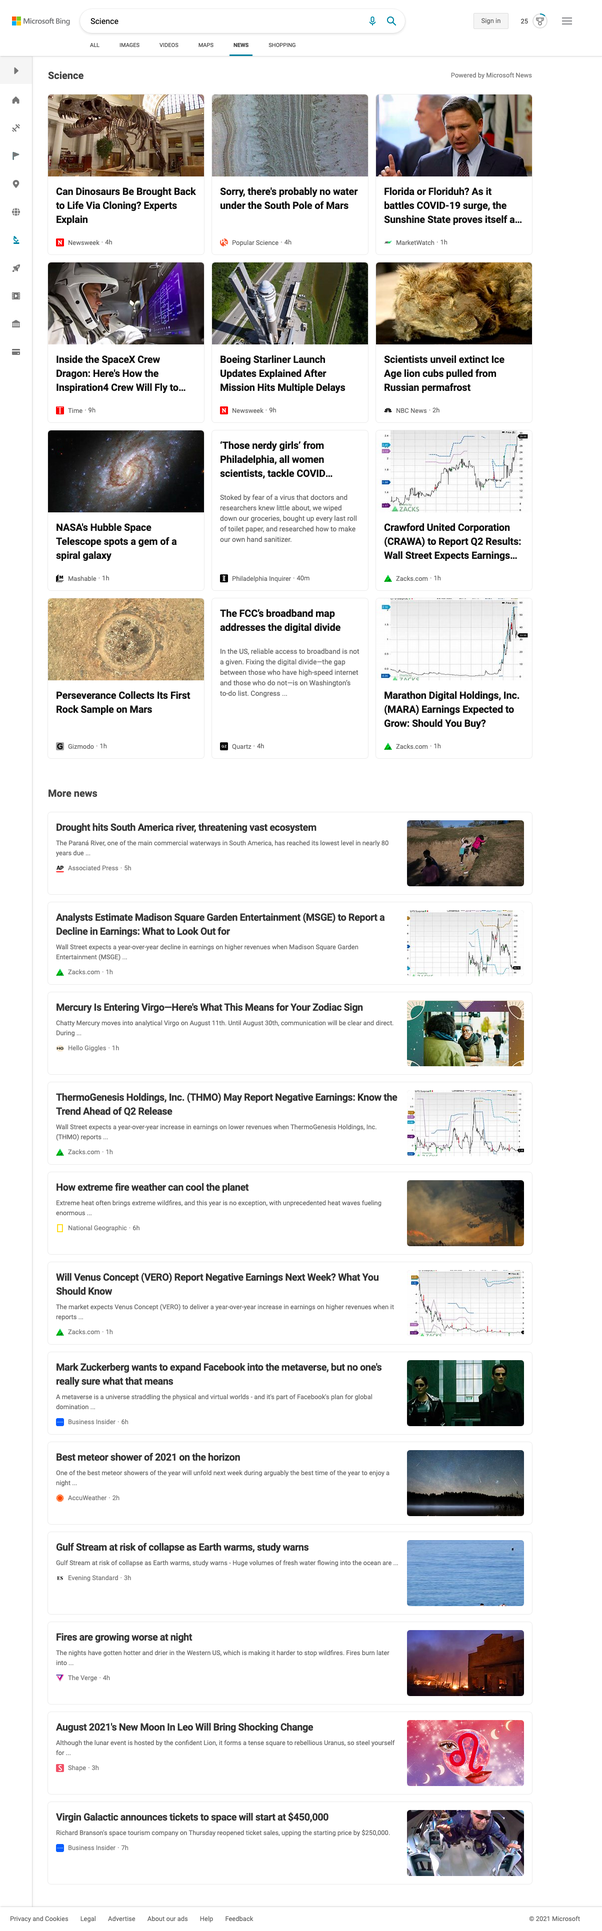 Microsoft Bing
Science
Sign in
25
ALL
IMAGES
VIDEOS
MAPS
NEWS
SHOPPING
Science
Powered by Microsoft News
Can Dinosaurs Be Brought Back
to Life Via Cloning? Experts
Explain
Newsweek · 4h
Sorry, there's probably no water
under the South Pole of Mars
Popular Science · 4h
Florida or Floriduh? As it
battles COVID-19 surge, the
Sunshine State proves itself a...
MarketWatch · 1h
Inside the SpaceX Crew
Dragon: Here's How the
Inspiration4 Crew Will Fly to...
Time · 9h
Boeing Starliner Launch
Updates Explained After
Mission Hits Multiple Delays
Newsweek · 9h
Scientists unveil extinct Ice
Age lion cubs pulled from
Russian permafrost
NBC News · 2h
NASA's Hubble Space
Telescope spots a gem of a
spiral galaxy
Mashable · 1h
'Those nerdy girls' from
Philadelphia, all women
scientists, tackle COVID...
Stoked by fear of a virus that doctors and
researchers knew little about, we wiped
down our groceries, bought up every last roll
of toilet paper, and researched how to make
our own hand sanitizer.
Philadelphia Inquirer · 40m
ZACKS
Crawford United Corporation
(CRAWA) to Report Q2 Results:
Wall Street Expects Earnings...
Zacks.com · 1h
Perseverance Collects Its First
Rock Sample on Mars
Gizmodo · 1h
The FCC's broadband map
addresses the digital divide
In the US, reliable access to broadband is not
a given. Fixing the digital divide—the gap
between those who have high-speed internet
and those who do not—is on Washington's
to-do list. Congress ...
Quartz · 4h
Marathon Digital Holdings, Inc.
(MARA) Earnings Expected to
Grow: Should You Buy?
Zacks.com · 1h
More news
Drought hits South America river, threatening vast ecosystem
The Paraná River, one of the main commercial waterways in South America, has reached its lowest level in nearly 80
years due ...
AP Associated Press · 5h
Analysts Estimate Madison Square Garden Entertainment (MSGE) to Report a
Decline in Earnings: What to Look Out for
Wall Street expects a year-over-year decline in earnings on higher revenues when Madison Square Garden
Entertainment (MSGE) ...
Zacks.com · 1h
Mercury Is Entering Virgo—Here's What This Means for Your Zodiac Sign
Chatty Mercury moves into analytical Virgo on August 11th. Until August 30th, communication will be clear and direct.
During ...
HG Hello Giggles · 1h
ThermoGenesis Holdings, Inc. (THMO) May Report Negative Earnings: Know the
Trend Ahead of Q2 Release
Wall Street expects a year-over-year increase in earnings on lower revenues when ThermoGenesis Holdings, Inc.
(THMO) reports ...
Zacks.com · 1h
How extreme fire weather can cool the planet
Extreme heat often brings extreme wildfires, and this year is no exception, with unprecedented heat waves fueling
enormous ...
National Geographic · 6h
Will Venus Concept (VERO) Report Negative Earnings Next Week? What You
Should Know
The market expects Venus Concept (VERO) to deliver a year-over-year increase in earnings on higher revenues when it
reports ...
Zacks.com · 1h
Mark Zuckerberg wants to expand Facebook into the metaverse, but no one's
really sure what that means
A metaverse is a universe straddling the physical and virtual worlds - and it's part of Facebook's plan for global
domination ...
Business Insider · 6h
Best meteor shower of 2021 on the horizon
One of the best meteor showers of the year will unfold next week during arguably the best time of the year to enjoy a
night ...
AccuWeather · 2h
Gulf Stream at risk of collapse as Earth warms, study warns
Gulf Stream at risk of collapse as Earth warms, study warns - Huge volumes of fresh water flowing into the ocean are ...
ES Evening Standard · 3h
Fires are growing worse at night
The nights have gotten hotter and drier in the Western US, which is making it harder to stop wildfires. Fires burn later
into ...
The Verge · 4h
August 2021's New Moon In Leo Will Bring Shocking Change
Although the lunar event is hosted by the confident Lion, it forms a tense square to rebellious Uranus, so steel yourself
for ...
Shape · 3h
Virgin Galactic announces tickets to space will start at $450,000
Richard Branson's space tourism company on Thursday reopened ticket sales, upping the starting price by $250,000.
Business Insider · 7h
Privacy and Cookies
Legal
Advertise
About our ads
Help
Feedback
© 2021 Microsoft